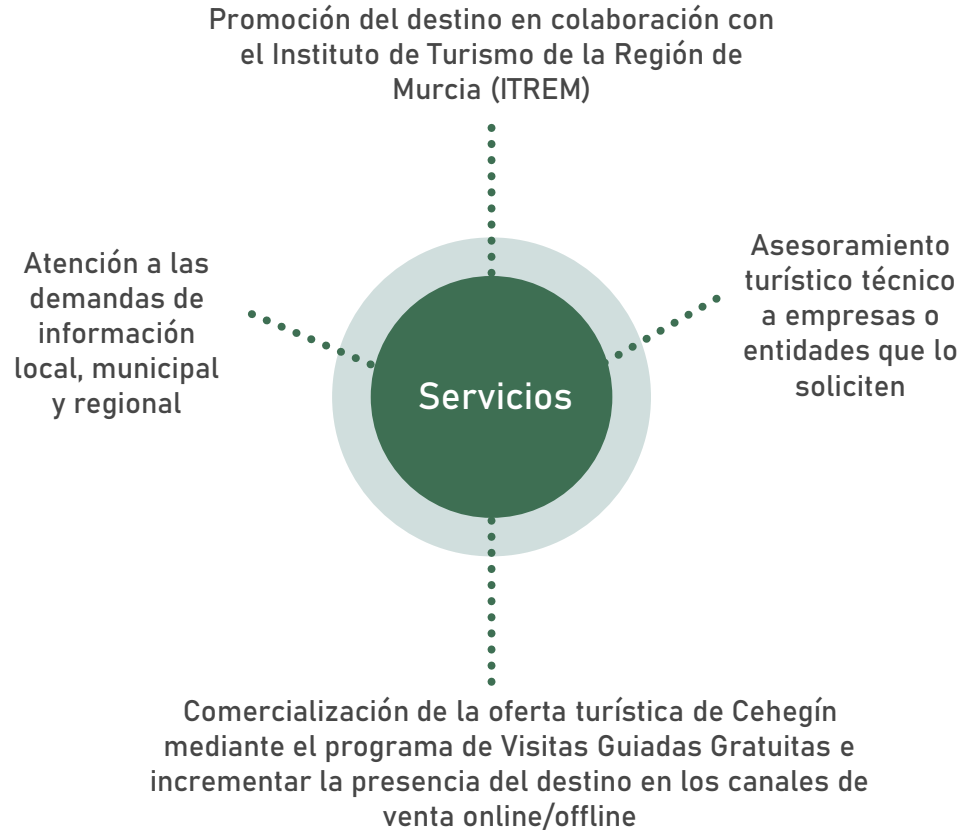 Promoción del destino en colaboración con
el Instituto de Turismo de la Región de
Murcia (ITREM)
Atención a las
demandas de
información
local, municipal
y regional
Servicios
Asesoramiento
turístico técnico
a empresas o
entidades que lo
soliciten
Comercialización de la oferta turística de Cehegín
mediante el programa de Visitas Guiadas Gratuitas e
incrementar la presencia del destino en los canales de
venta online/offline